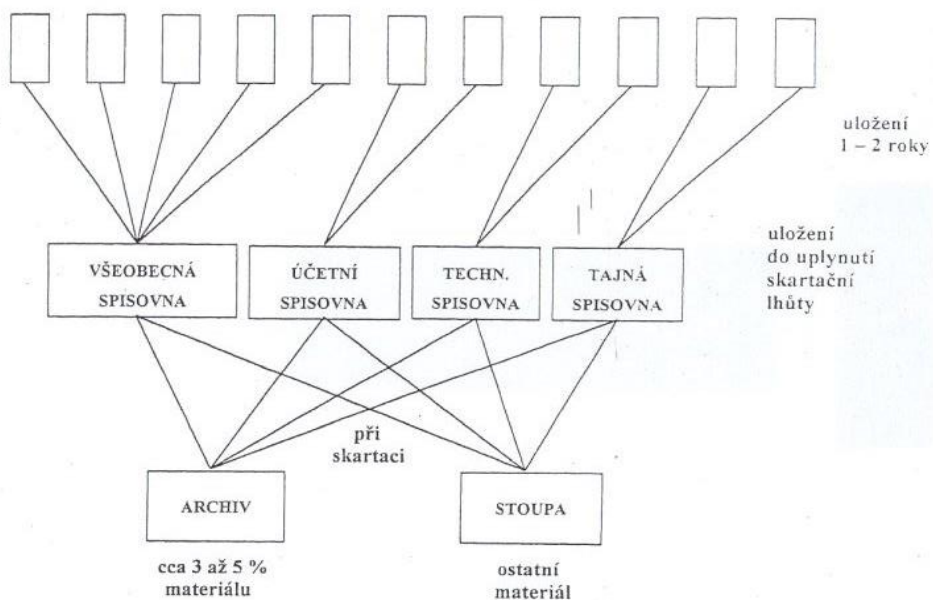 uložení
1 – 2 roky
VŠEOBECNÁ
SPISOVNA
ÚČETNÍ
SPISOVNA
TECHN.
SPISOVNA
TAJNÁ
SPISOVNA
uložení
do uplynutí
skartační
lhůty
při
skartaci
ARCHIV
STOUPA
cca 3 až 5 %
materiálu
ostatní
materiál